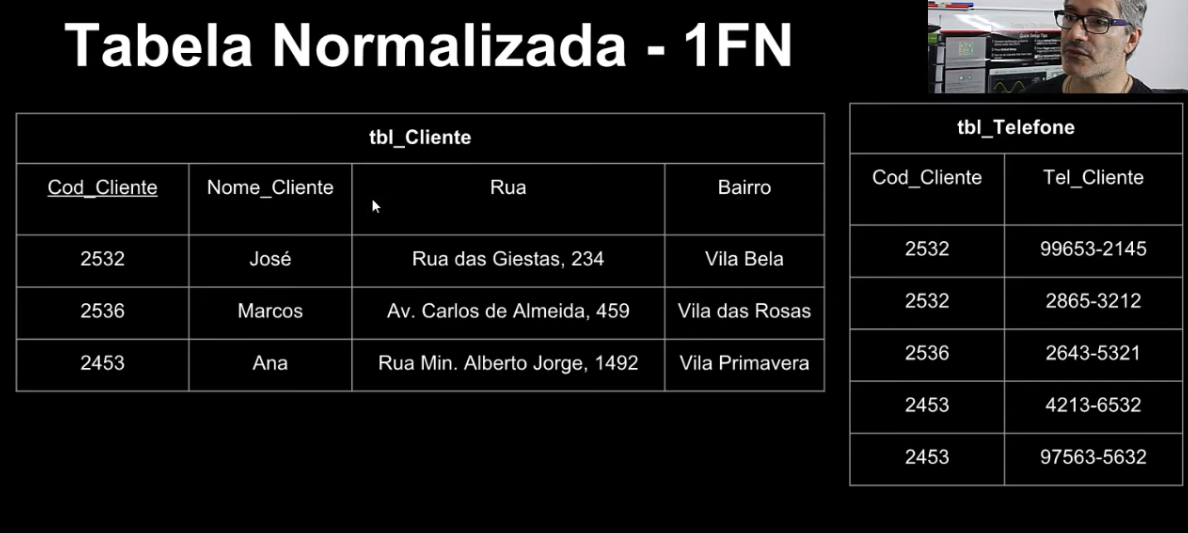 Tabela Normalizada - 1FN
tbl_Cliente
Cod_Cliente Nome_Cliente Rua Bairro
2532 José Rua das Giestas, 234 Vila Bela
2536 Marcos Av. Carlos de Almeida, 459 Vila das Rosas
2453 Ana Rua Min. Alberto Jorge, 1492 Vila Primavera
tbl_Telefone
Cod_Cliente Tel_Cliente
2532 99653-2145
2532 2865-3212
2536 2643-5321
2453 4213-6532
2453 97563-5632